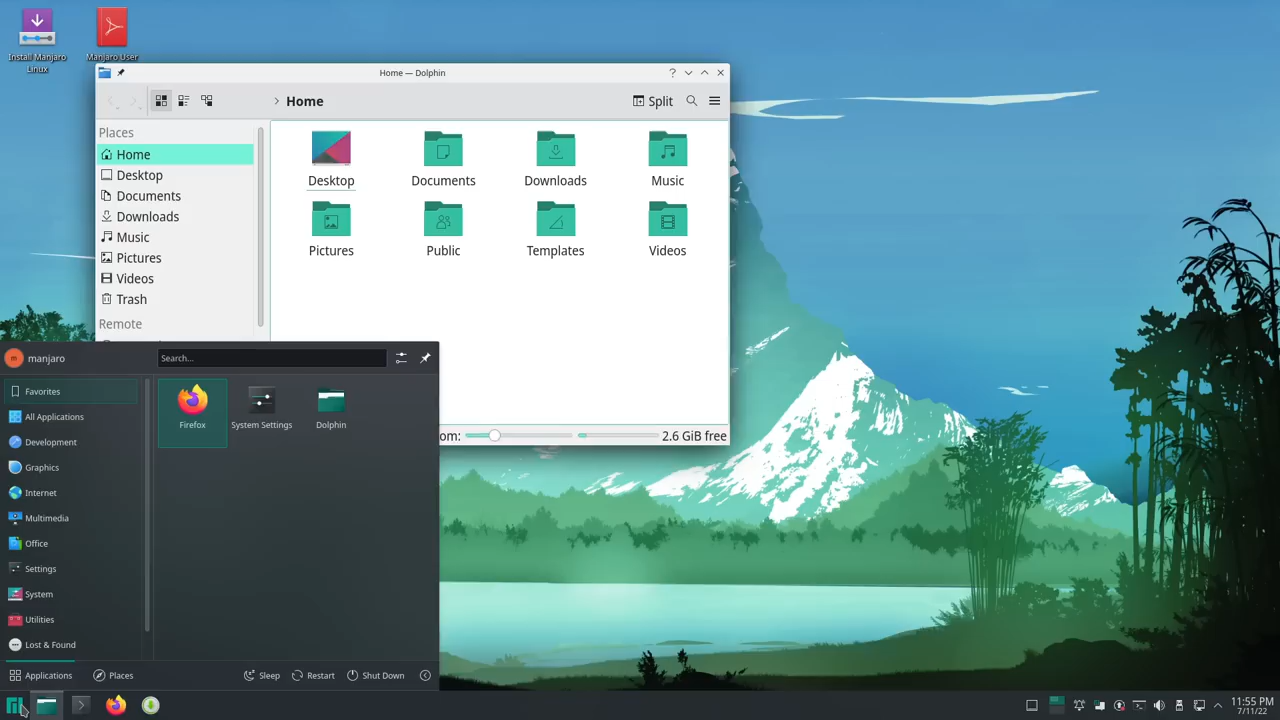 Install Manjaro
Linux
Manjaro User
Home — Dolphin
Home
Split
Places
Home
Desktop
Documents
Downloads
Music
Pictures
Videos
Trash
Remote
Desktop
Documents
Downloads
Music
Pictures
Public
Templates
Videos
om:
2.6 GiB free
manjaro
Search...
Favorites
All Applications
Development
Graphics
Internet
Multimedia
Office
Settings
System
Utilities
Lost & Found
Firefox
System Settings
Dolphin
Applications
Places
Sleep
Restart
Shut Down
11:55 PM
7/11/22